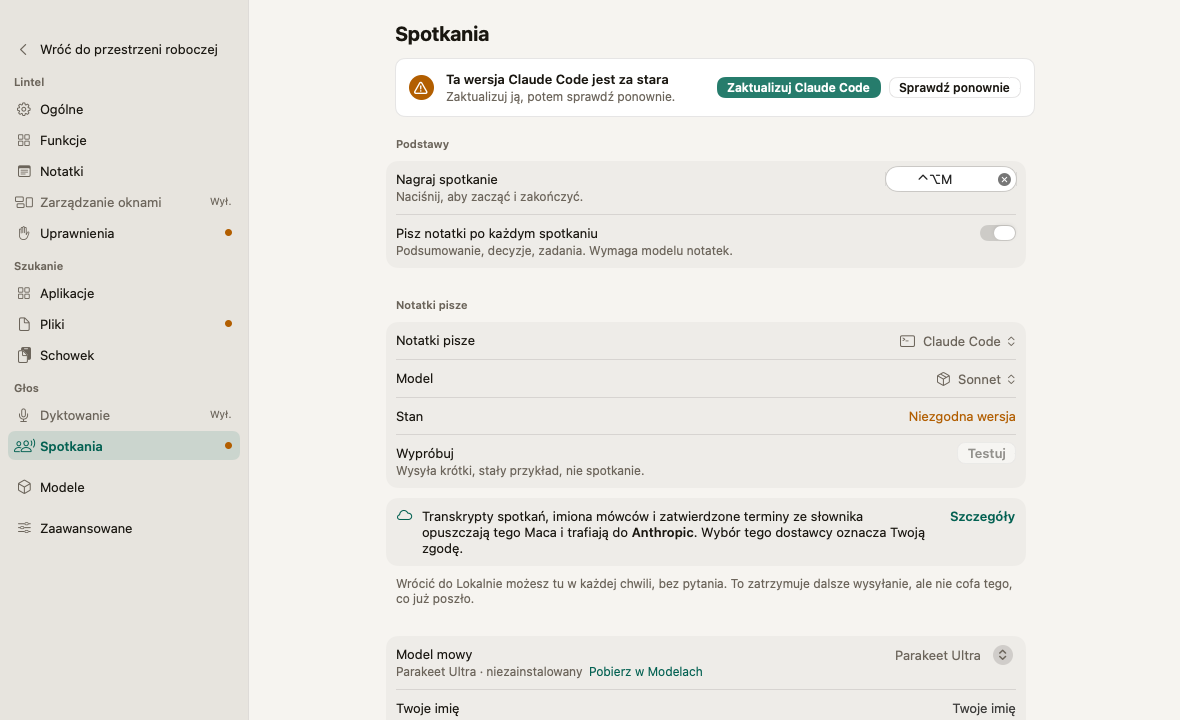 Wróć do przestrzeni roboczej
Lintel
Ogólne
Funkcje
Notatki
Zarządzanie oknami Wył.
Uprawnienia
Szukanie
Aplikacje
Pliki
Schowek
Głos
Dyktowanie Wył.
Spotkania
Modele
Zaawansowane
Spotkania
Ta wersja Claude Code jest za stara
Zaktualizuj ją, potem sprawdź ponownie.
Zaktualizuj Claude Code Sprawdź ponownie
Podstawy
Nagraj spotkanie ⌃⌥M
Naciśnij, aby zacząć i zakończyć.
Pisz notatki po każdym spotkaniu
Podsumowanie, decyzje, zadania. Wymaga modelu notatek.
Notatki pisze
Notatki pisze Claude Code
Model Sonnet
Stan Niezgodna wersja
Wypróbuj Testuj
Wysyła krótki, stały przykład, nie spotkanie.
Transkrypty spotkań, imiona mówców i zatwierdzone terminy ze słownika Szczegóły
opuszczają tego Maca i trafiają do Anthropic. Wybór tego dostawcy oznacza Twoją
zgodę.
Wrócić do Lokalnie możesz tu w każdej chwili, bez pytania. To zatrzymuje dalsze wysyłanie, ale nie cofa tego,
co już poszło.
Model mowy Parakeet Ultra
Parakeet Ultra · niezainstalowany Pobierz w Modelach
Twoje imię Twoje imię